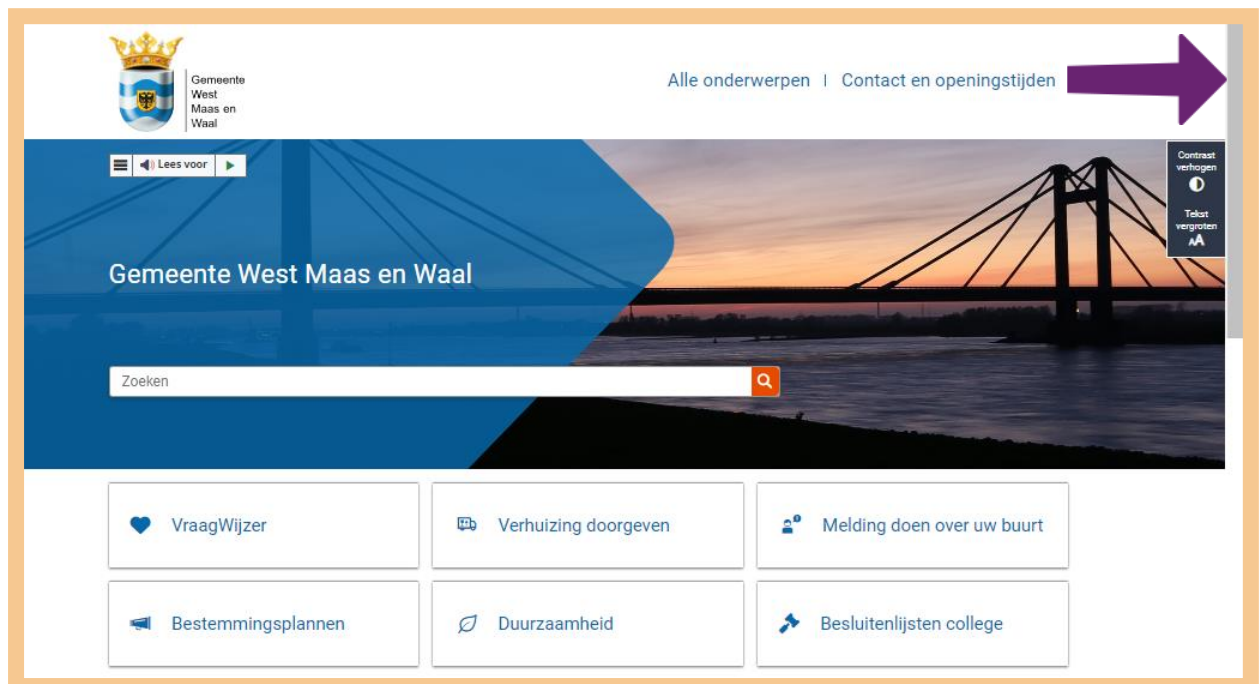 Gemeente
West
Maas en
Waal
Alle onderwerpen | Contact en openingstijden
Lees voor
Contrast
verhogen
Tekst
vergroten
AA
Gemeente West Maas en Waal
Zoeken
VraagWijzer
Verhuizing doorgeven
Melding doen over uw buurt
Bestemmingsplannen
Duurzaamheid
Besluitenlijsten college